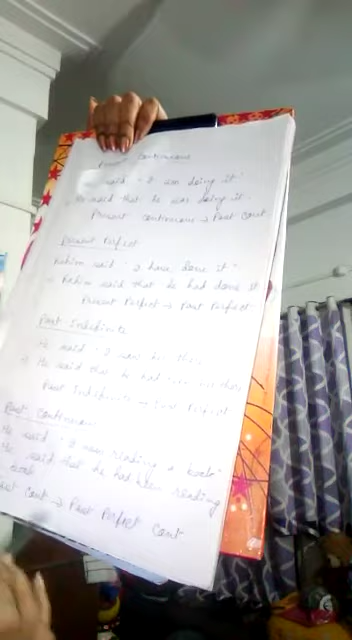 Present Continuous
said "I am doing it"
He said that he was doing it.
Present continuous → Past Cont
Present Perfect
Rahim said "I have done it"
→ Rahim said that he had done it
Present Perfect → Past Perfect
Past Indefinite
He said "I saw
→ He said that he had there
Past Indefinite → Past Perfect
Past Continuous
He said "I was reading a book"
He said that he had been reading
book
Past Cont → Past Perfect Cont